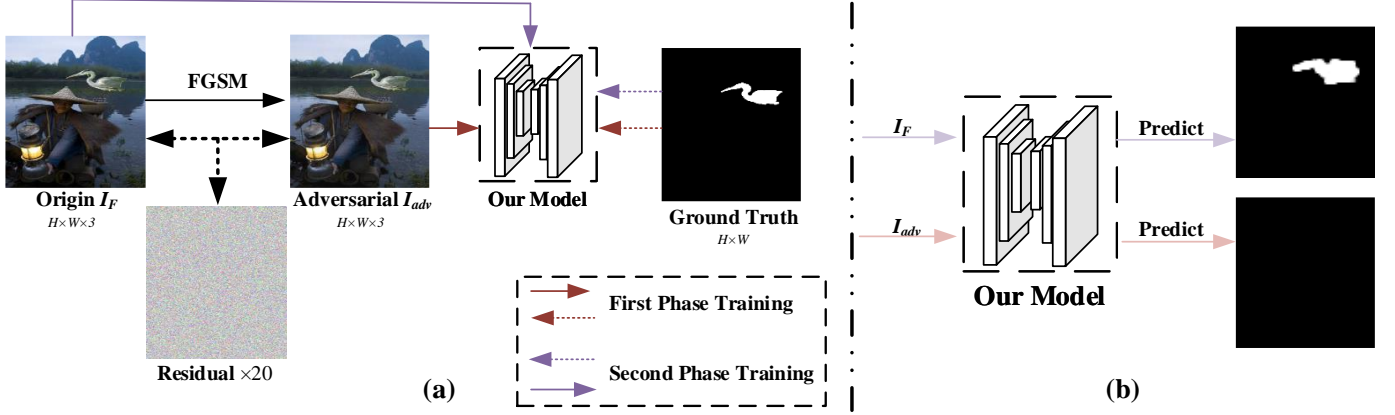 FGSM
Origin I_F
H×W×3
Adversarial I_adv
H×W×3
Our Model
Ground Truth
H×W
Residual ×20
First Phase Training
Second Phase Training
(a)
I_F
Predict
I_adv
Predict
Our Model
(b)